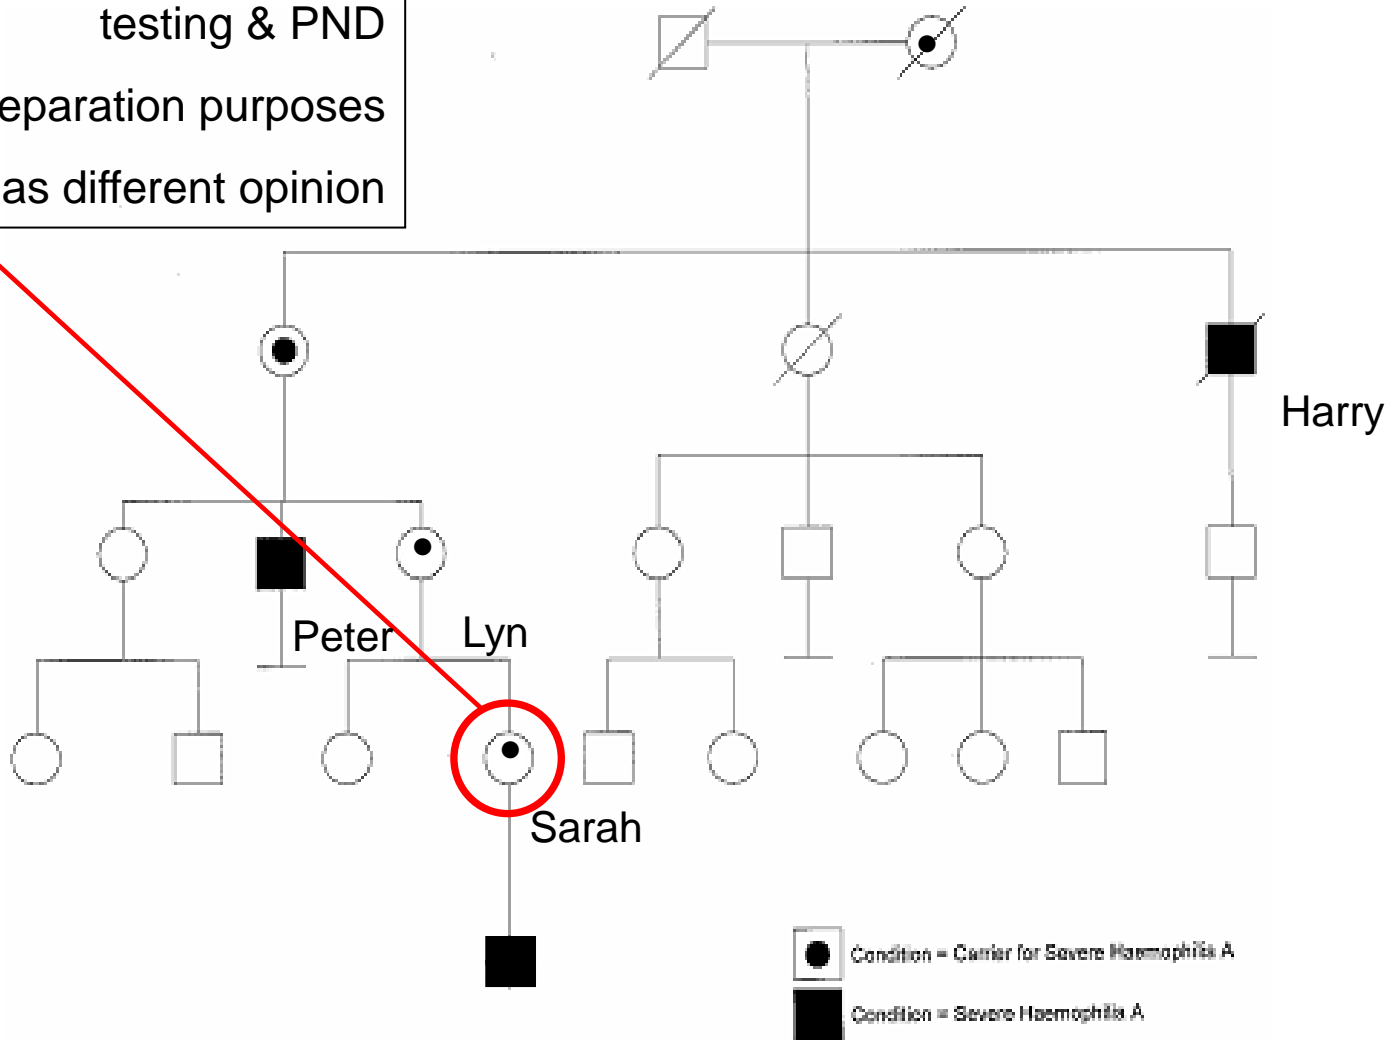 testing & PND
eparation purposes
as different opinion
Harry
Peter
Lyn
Sarah
Condition = Carrier for Severe Haemophilia A
Condition = Severe Haemophilia A